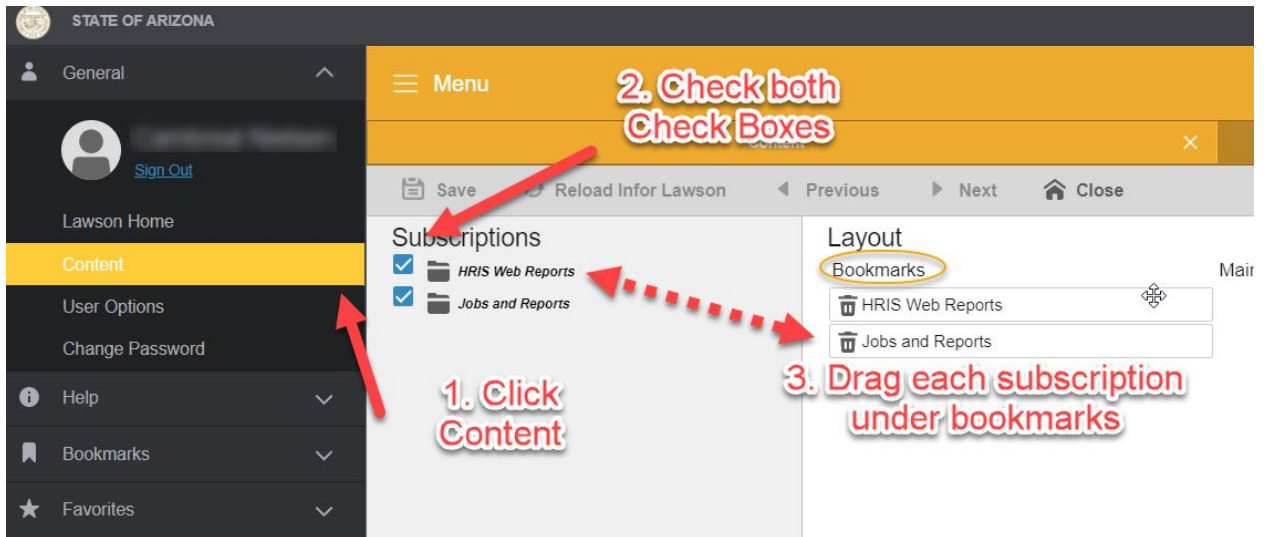 STATE OF ARIZONA
General
Sign Out
Lawson Home
Content
User Options
Change Password
Help
Bookmarks
Favorites
Menu
2. Check both
Check Boxes
Content
Save
Reload Infor Lawson
Previous
Next
Close
Subscriptions
HRIS Web Reports
Jobs and Reports
Layout
Bookmarks
Main
HRIS Web Reports
Jobs and Reports
1. Click
Content
3. Drag each subscription
under bookmarks